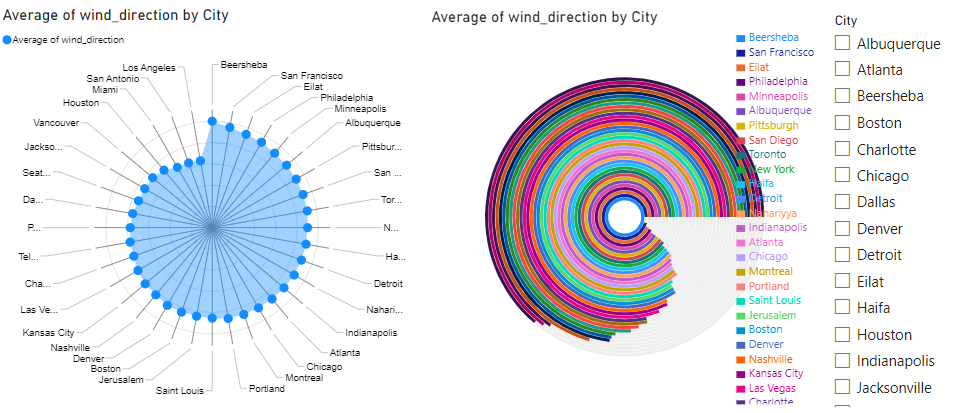 Average of wind_direction by City
Average of wind_direction
Beersheba
San Francisco
Eilat
Philadelphia
Minneapolis
Albuquerque
Pittsbur...
San ...
Tor...
N...
Ha...
Detroit
Nahari...
Indianapolis
Atlanta
Chicago
Montreal
Portland
Saint Louis
Jerusalem
Boston
Denver
Nashville
Kansas City
Las Ve...
Cha...
Tel...
P...
Da...
Seat...
Jackso...
Vancouver
Houston
Miami
San Antonio
Los Angeles
Average of wind_direction by City
Beersheba
San Francisco
Eilat
Philadelphia
Minneapolis
Albuquerque
Pittsburgh
San Diego
Toronto
New York
Haifa
Detroit
Nahariyya
Indianapolis
Atlanta
Chicago
Montreal
Portland
Saint Louis
Jerusalem
Boston
Denver
Nashville
Kansas City
Las Vegas
Charlotte
City
Albuquerque
Atlanta
Beersheba
Boston
Charlotte
Chicago
Dallas
Denver
Detroit
Eilat
Haifa
Houston
Indianapolis
Jacksonville